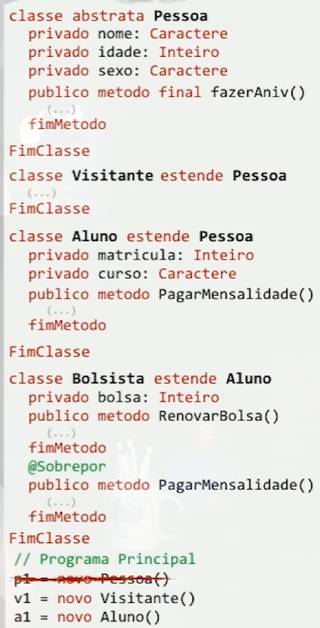 classe abstrata Pessoa
privado nome: Caractere
privado idade: Inteiro
privado sexo: Caractere
publico metodo final fazerAniv()
(...)
fimMetodo
FimClasse
classe Visitante estende Pessoa
(...)
FimClasse
classe Aluno estende Pessoa
privado matricula: Inteiro
privado curso: Caractere
publico metodo PagarMensalidade()
(...)
fimMetodo
FimClasse
classe Bolsista estende Aluno
privado bolsa: Inteiro
publico metodo RenovarBolsa()
(...)
fimMetodo
@Sobrepor
publico metodo PagarMensalidade()
(...)
fimMetodo
FimClasse
// Programa Principal
p1 = novo Pessoa()
v1 = novo Visitante()
a1 = novo Aluno()